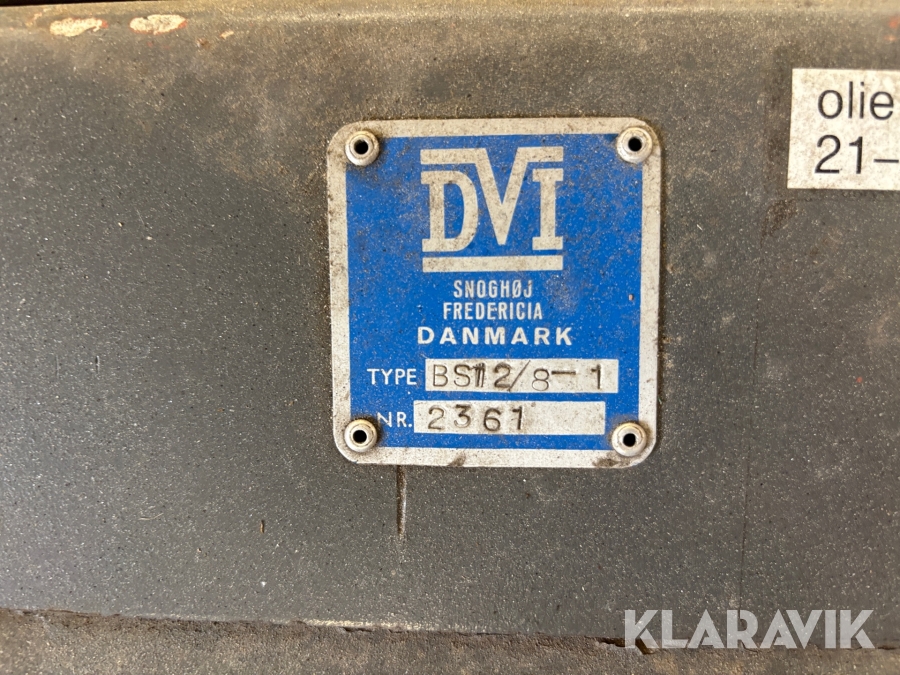 olie
21-
DVI
SNOGHØJ
FREDERICIA
DANMARK
TYPE BS12/8-1
NR. 2361
KLARAVIK